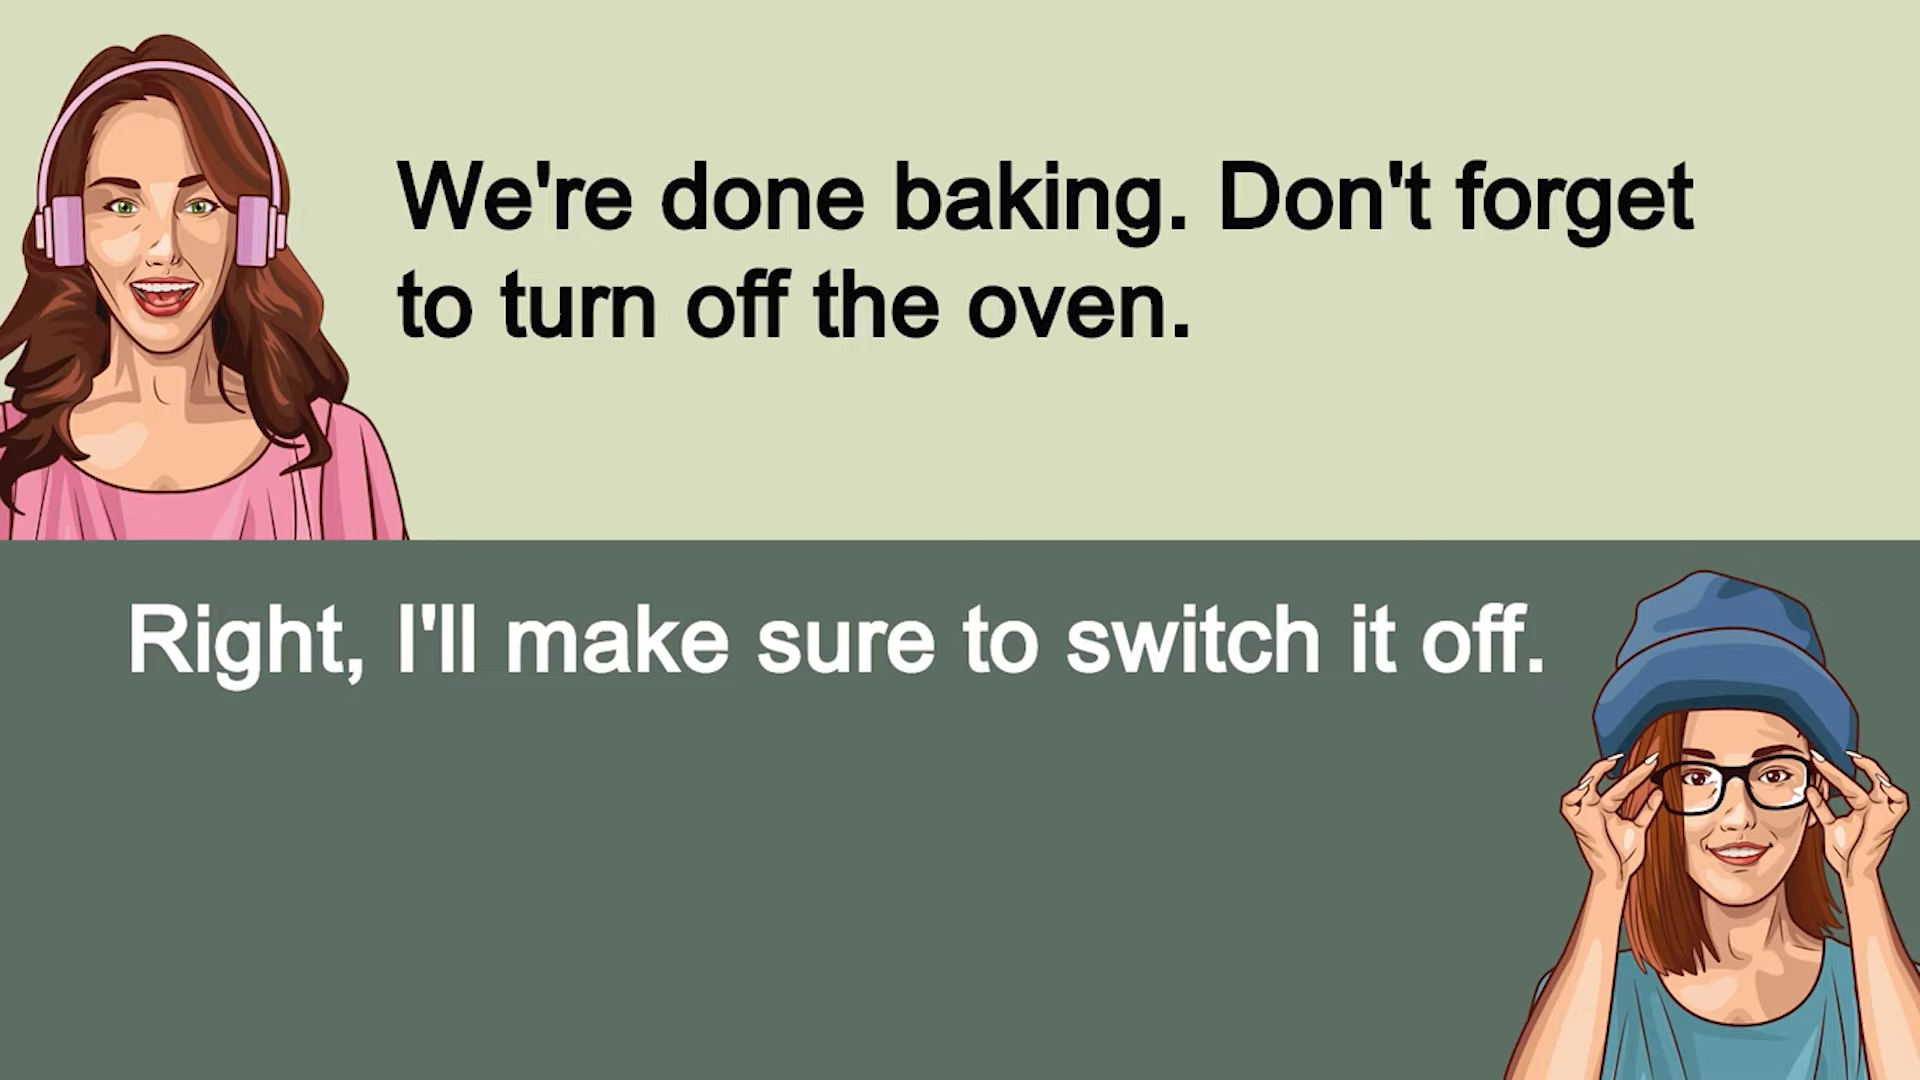 We're done baking. Don't forget
to turn off the oven.
Right, I'll make sure to switch it off.